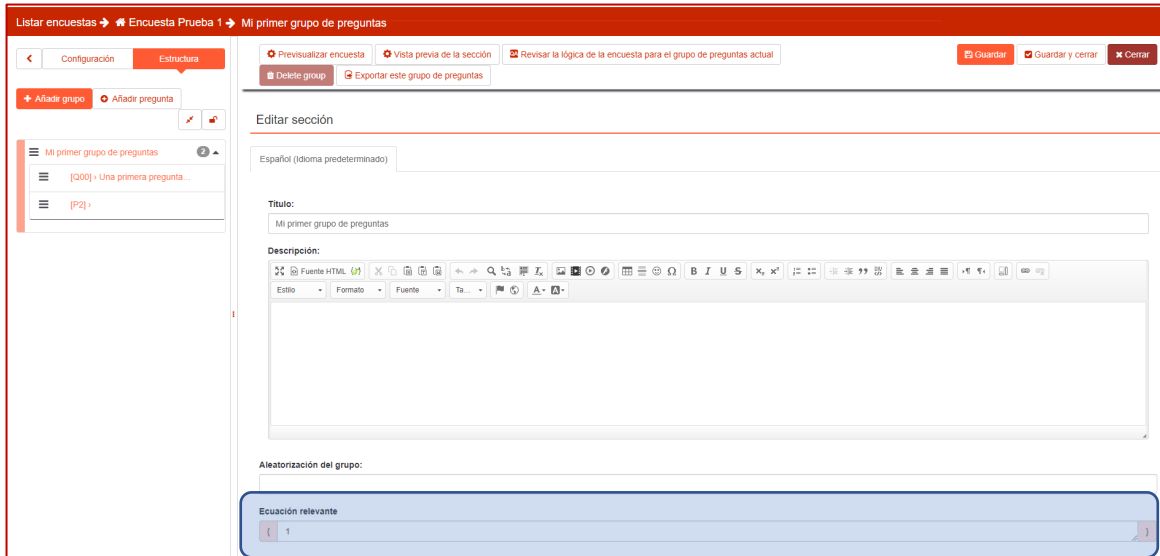 Listar encuestas Encuesta Prueba 1 Mi primer grupo de preguntas
Configuración Estructura
Previsualizar encuesta Vista previa de la sección Revisar la lógica de la encuesta para el grupo de preguntas actual Guardar Guardar y cerrar Cerrar
Delete group Exportar este grupo de preguntas
Añadir grupo Añadir pregunta
Editar sección
Mi primer grupo de preguntas 2
Español (Idioma predeterminado)
[Q00] › Una primera pregunta...
[P2] ›
Título:
Mi primer grupo de preguntas
Descripción:
Fuente HTML
Estilo Formato Fuente Ta...
Aleatorización del grupo:
Ecuación relevante
{ 1 }